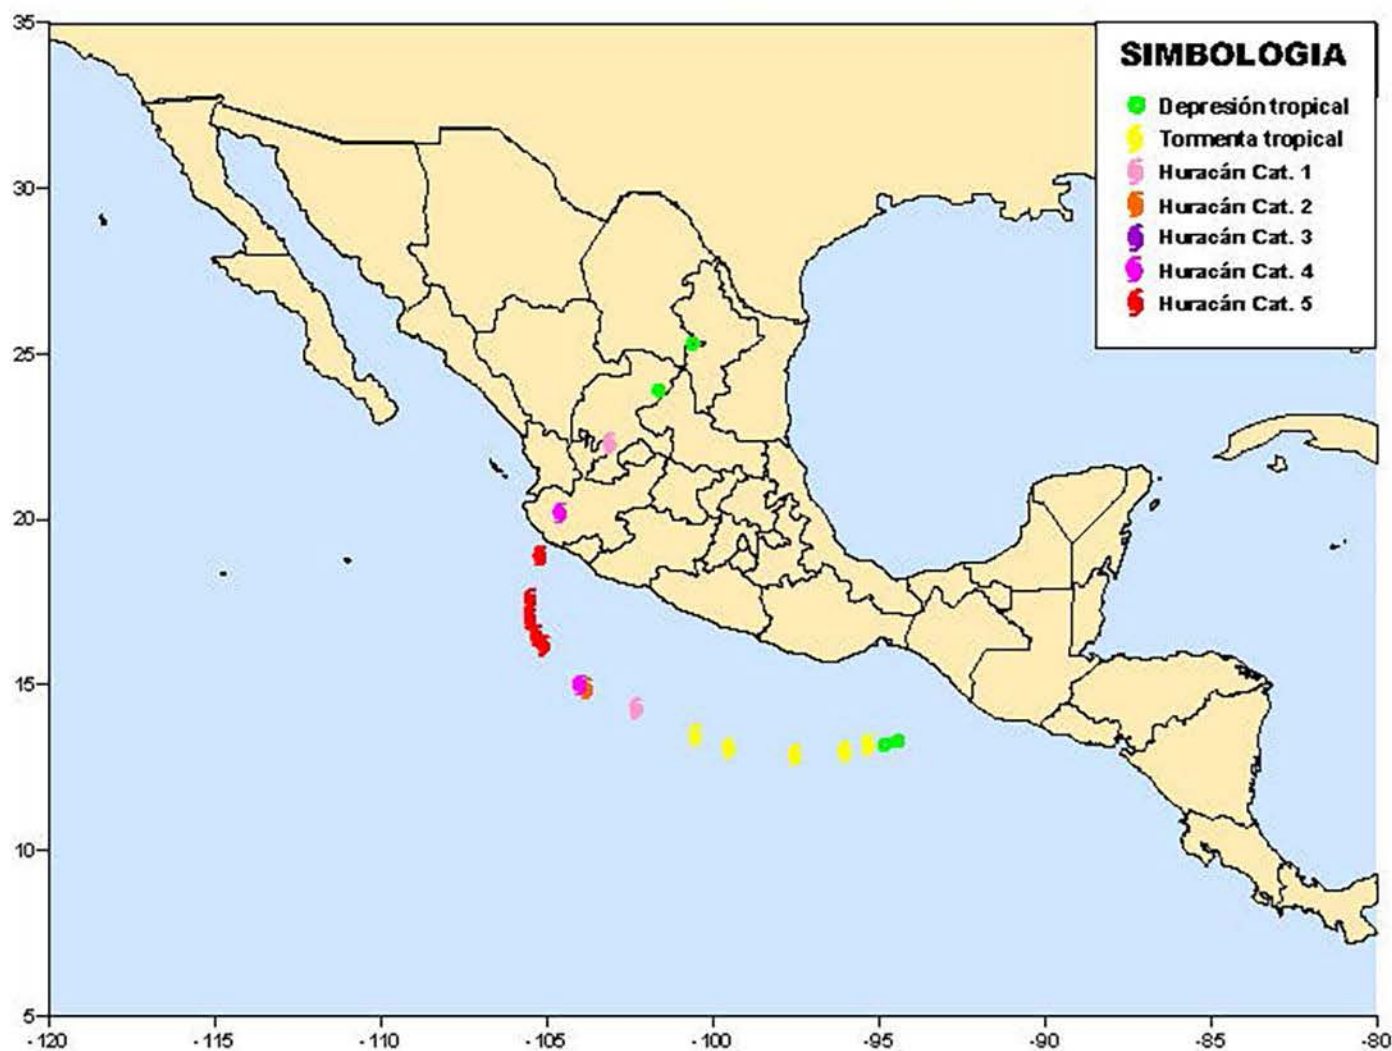 SIMBOLOGIA
Depresión tropical
Tormenta tropical
Huracán Cat. 1
Huracán Cat. 2
Huracán Cat. 3
Huracán Cat. 4
Huracán Cat. 5
35
30
25
20
15
10
5
-120 -115 -110 -105 -100 -95 -90 -85 -80